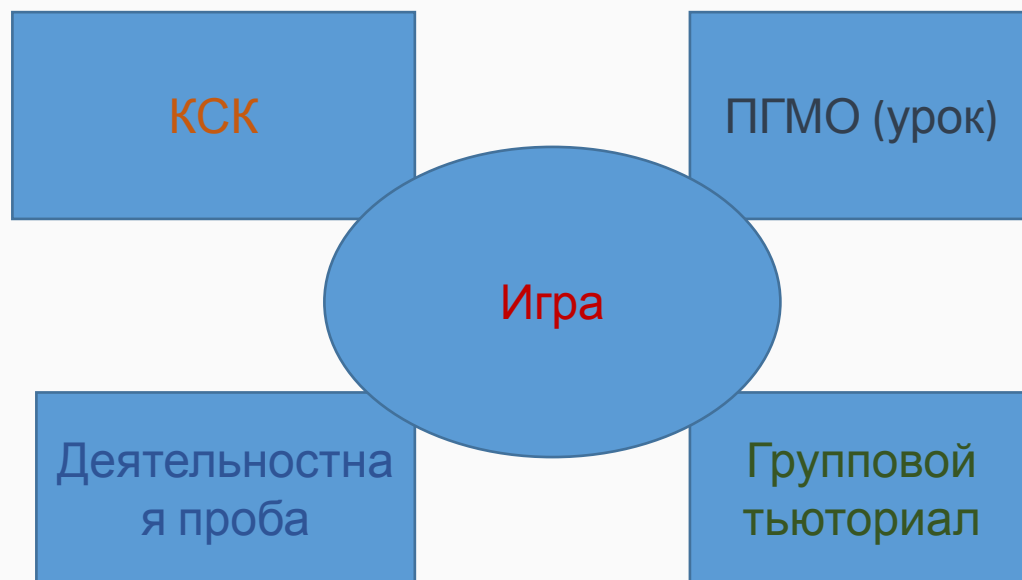 КСК
ПГМО (урок)
Игра
Деятельностна
я проба
Групповой
тьюториал